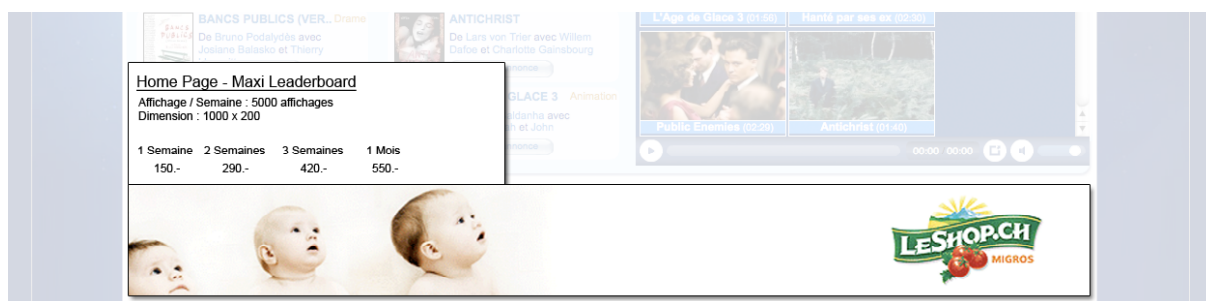 BANCS PUBLICS (VER.. Drame
De Bruno Podalydès avec
Josiane Balasko et Thierry
ANTICHRIST
De Lars von Trier avec Willem
Dafoe et Charlotte Gainsbourg
L'Age de Glace 3 (01:56)
Hanté par ses ex (02:30)
Home Page - Maxi Leaderboard
Affichage / Semaine : 5000 affichages
Dimension : 1000 x 200
1 Semaine 2 Semaines 3 Semaines 1 Mois
150.- 290.- 420.- 550.-
GLACE 3 Animation
avec
et John
Public Enemies (02:29)
Antichrist (01:40)
00:00 00:00
LESHOP.CH
MIGROS